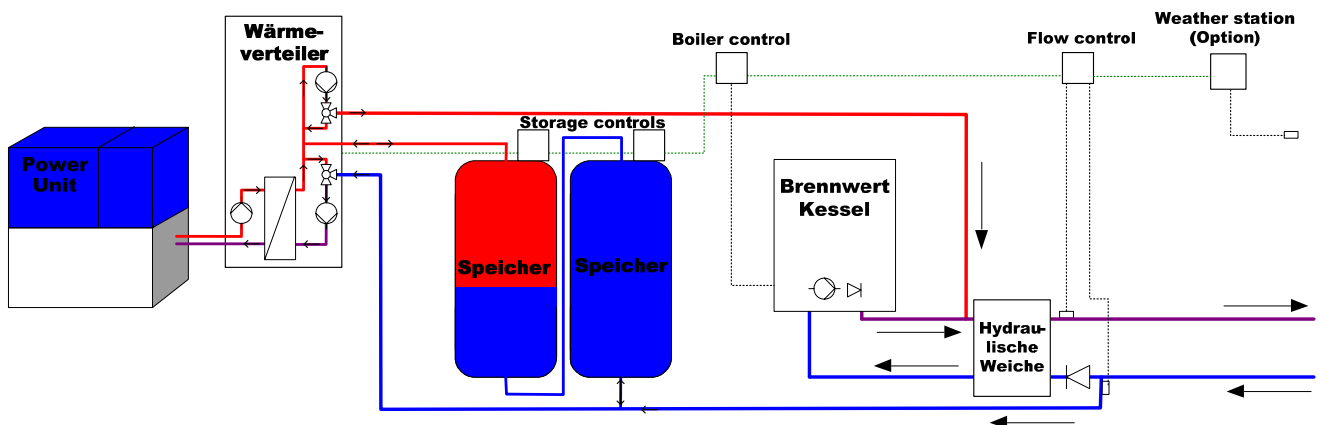 Wärme-
verteiler
Boiler control
Flow control
Weather station
(Option)
Storage controls
Power
Unit
Brennwert
Kessel
Speicher
Speicher
Hydrau-
lische
Weiche